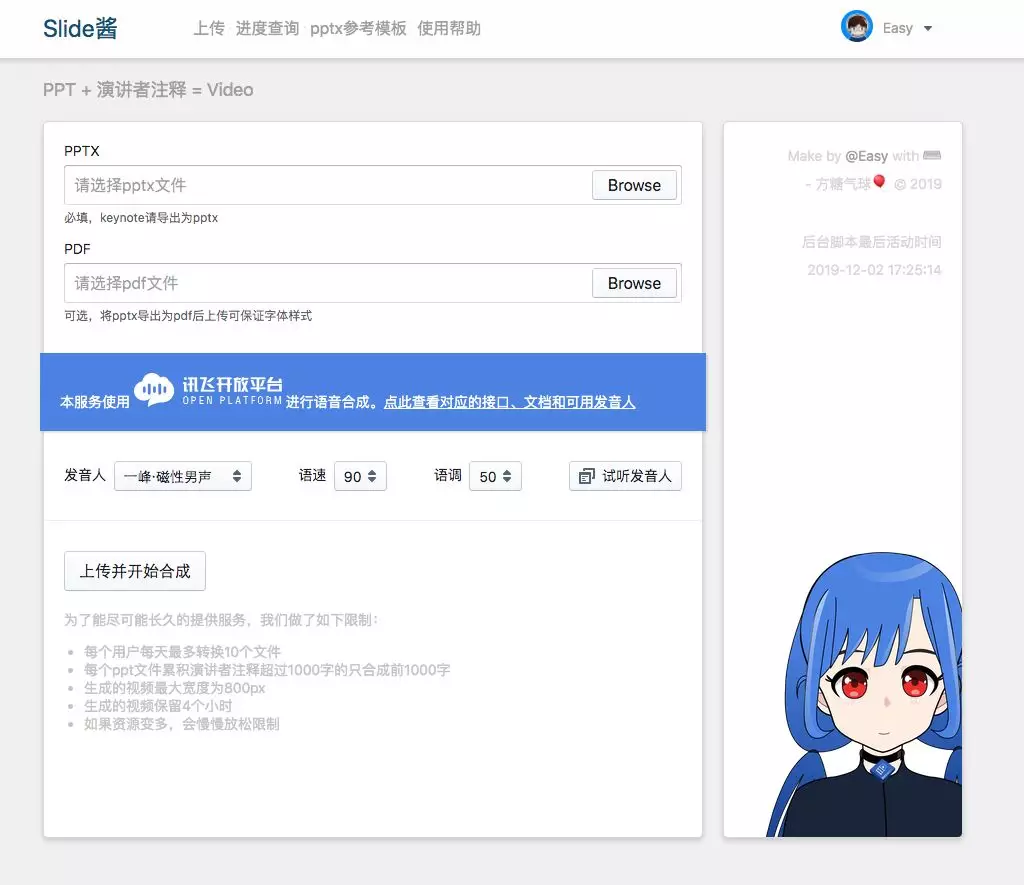 Slide酱
上传 进度查询 pptx参考模板 使用帮助
Easy
PPT + 演讲者注释 = Video
PPTX
请选择pptx文件
Browse
必填，keynote请导出为pptx
PDF
请选择pdf文件
Browse
可选，将pptx导出为pdf后上传可保证字体样式
本服务使用 讯飞开放平台 OPEN PLATFORM 进行语音合成。点此查看对应的接口、文档和可用发音人
发音人 一峰·磁性男声 语速 90 语调 50 试听发音人
上传并开始合成
为了能尽可能长久的提供服务，我们做了如下限制：
每个用户每天最多转换10个文件
每个ppt文件累积演讲者注释超过1000字的只合成前1000字
生成的视频最大宽度为800px
生成的视频保留4个小时
如果资源变多，会慢慢放松限制
Make by @Easy with
- 方糖气球🎈 © 2019
后台脚本最后活动时间
2019-12-02 17:25:14